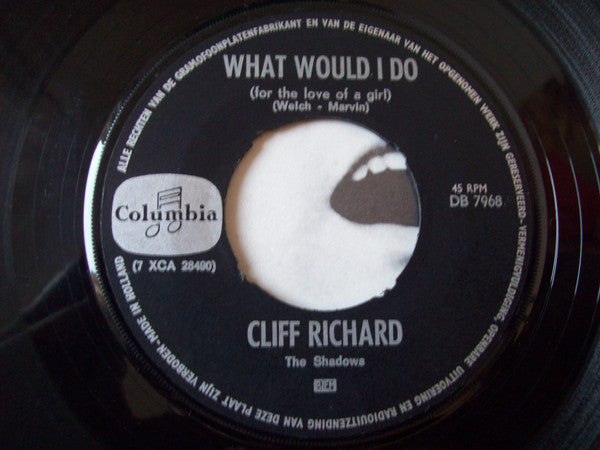 ALLE RECHTEN VAN DE GRAMOFOONPLATENFABRIKANT EN VAN DE EIGENAAR VAN HET OPGENOMEN WERK ZIJN GERESERVEERD-VERMENIGVULDIGING, OPENBARE UITVOERING EN RADIOUITZENDING VAN DEZE PLAAT ZIJN VERBODEN-MADE IN HOLLAND
WHAT WOULD I DO
(for the love of a girl)
(Welch - Marvin)
45 RPM
DB 7968
Columbia
(7 XCA 28490)
CLIFF RICHARD
The Shadows
BIEM